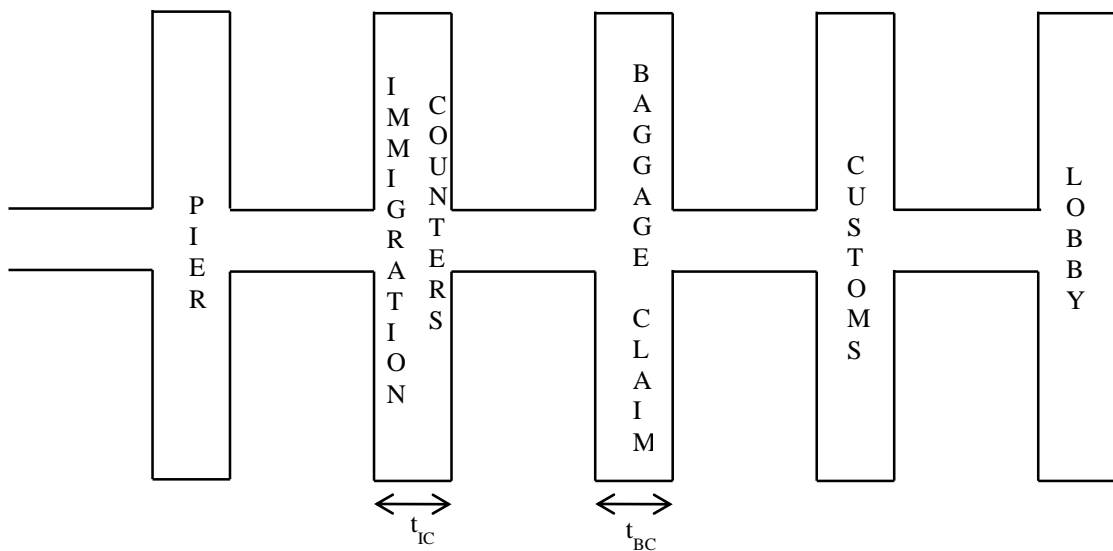 PIER
IMMIGRATION
COUNTERS
BAGGAGE CLAIM
CUSTOMS
LOBBY
t_IC
t_BC